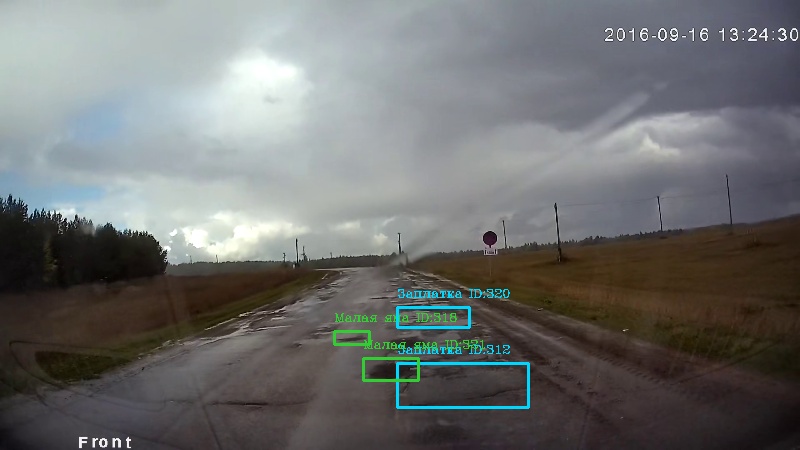 2016-09-16 13:24:30
Заплатка ID:320
Малая яма ID:318
Малая яма ID:321
Заплатка ID:312
Front